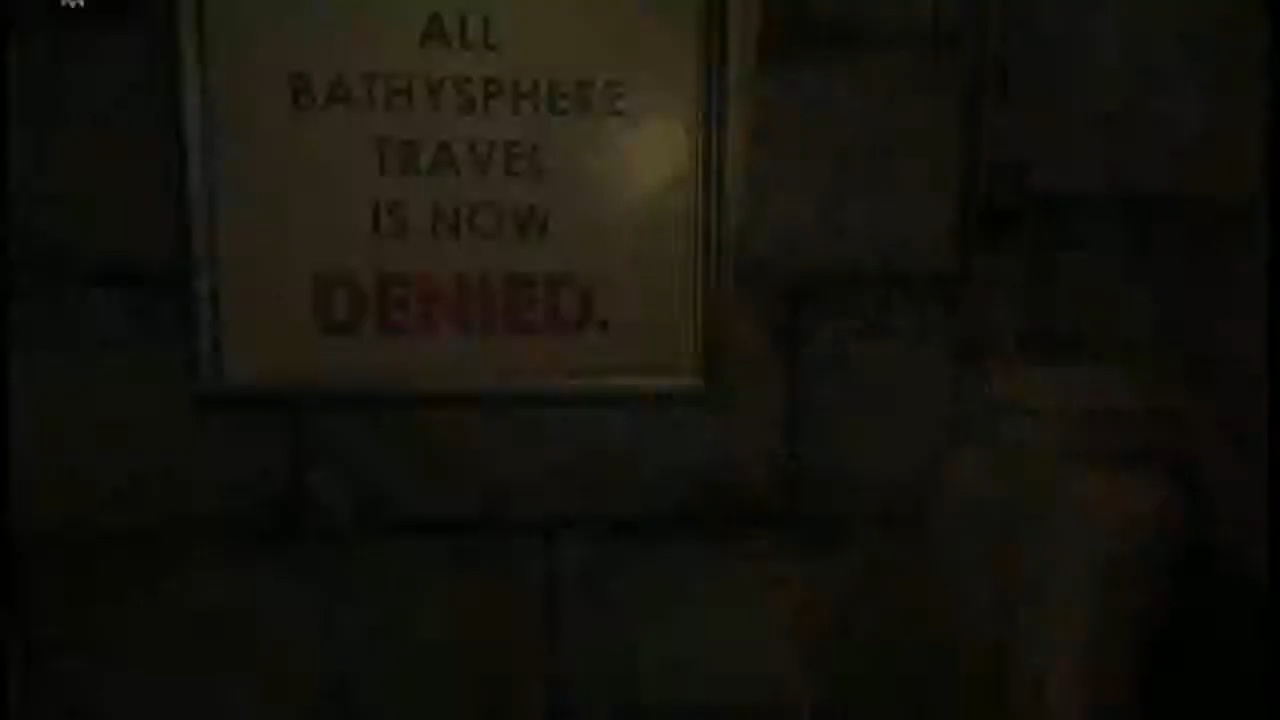 ALL
BATHYSPHERE
TRAVEL
IS NOW
DENIED.